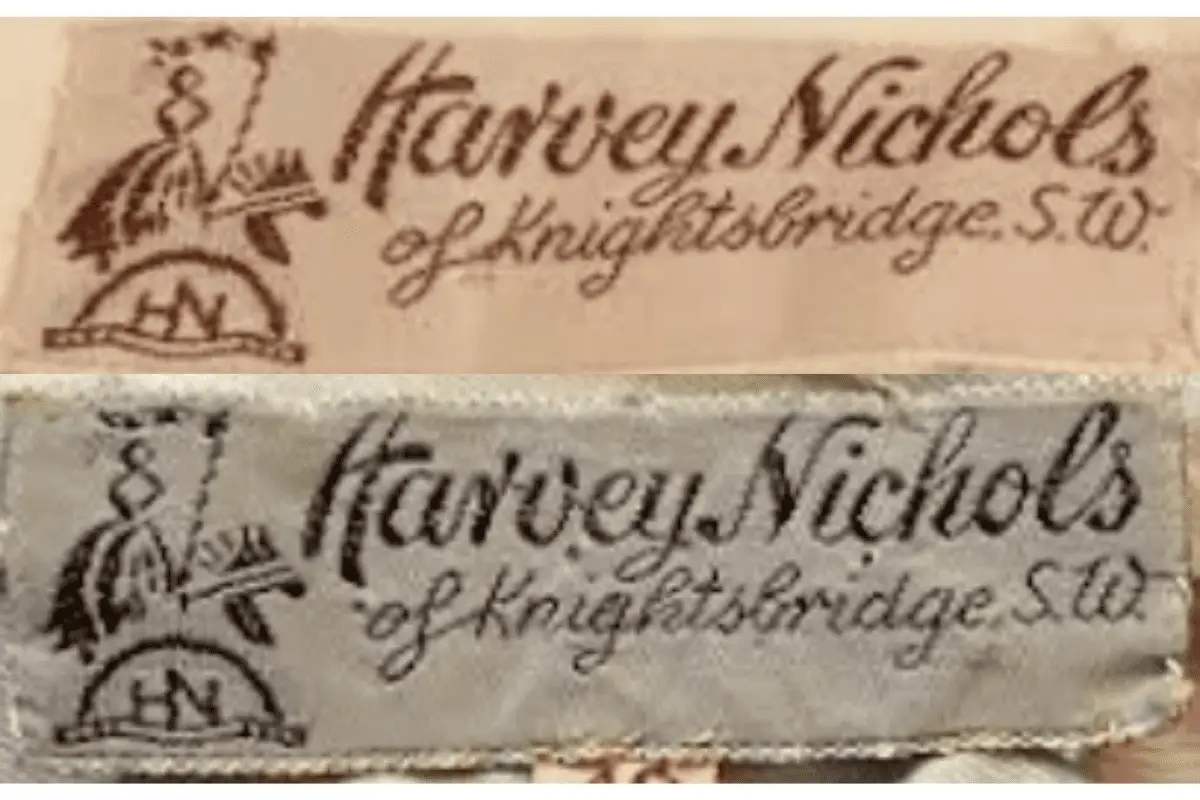 Harvey Nichols
of Knightsbridge. S.W.
HN
Harvey Nichols
of Knightsbridge. S.W.
HN